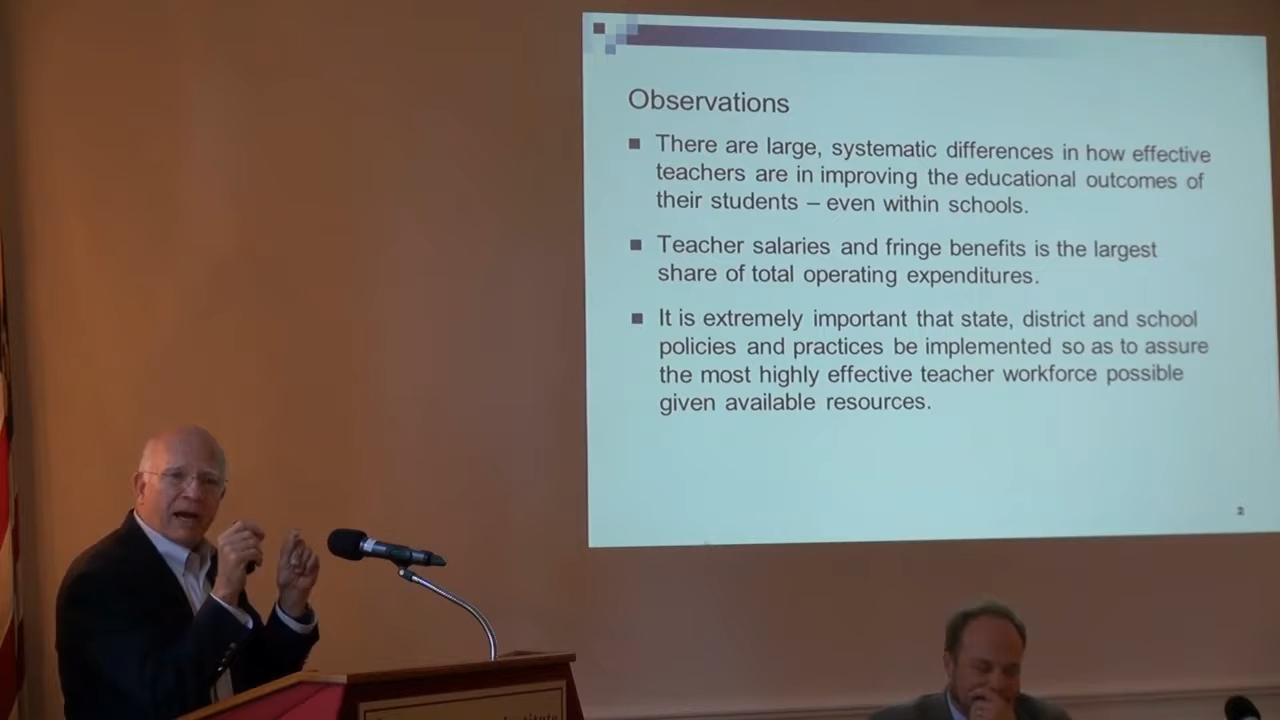 Observations
There are large, systematic differences in how effective
teachers are in improving the educational outcomes of
their students – even within schools.
Teacher salaries and fringe benefits is the largest
share of total operating expenditures.
It is extremely important that state, district and school
policies and practices be implemented so as to assure
the most highly effective teacher workforce possible
given available resources.
2